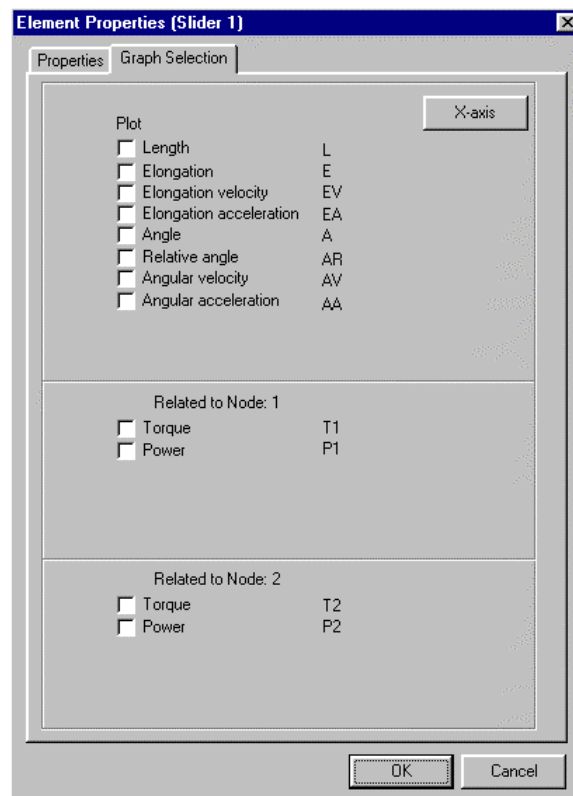 Element Properties (Slider 1)
Properties Graph Selection
X-axis
Plot
Length L
Elongation E
Elongation velocity EV
Elongation acceleration EA
Angle A
Relative angle AR
Angular velocity AV
Angular acceleration AA
Related to Node: 1
Torque T1
Power P1
Related to Node: 2
Torque T2
Power P2
OK Cancel